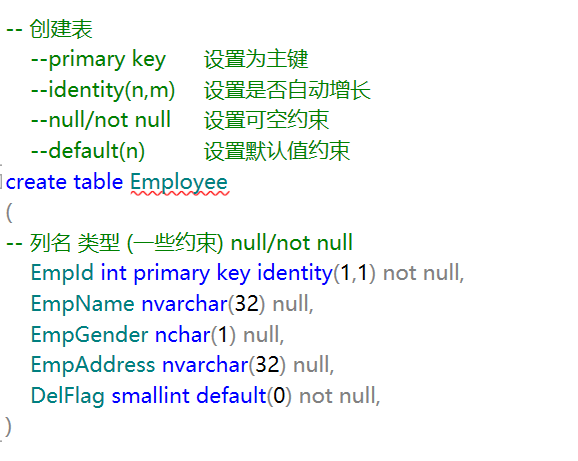 -- 创建表
--primary key 设置为主键
--identity(n,m) 设置是否自动增长
--null/not null 设置可空约束
--default(n) 设置默认值约束
create table Employee
(
-- 列名 类型 (一些约束) null/not null
EmpId int primary key identity(1,1) not null,
EmpName nvarchar(32) null,
EmpGender nchar(1) null,
EmpAddress nvarchar(32) null,
DelFlag smallint default(0) not null,
)